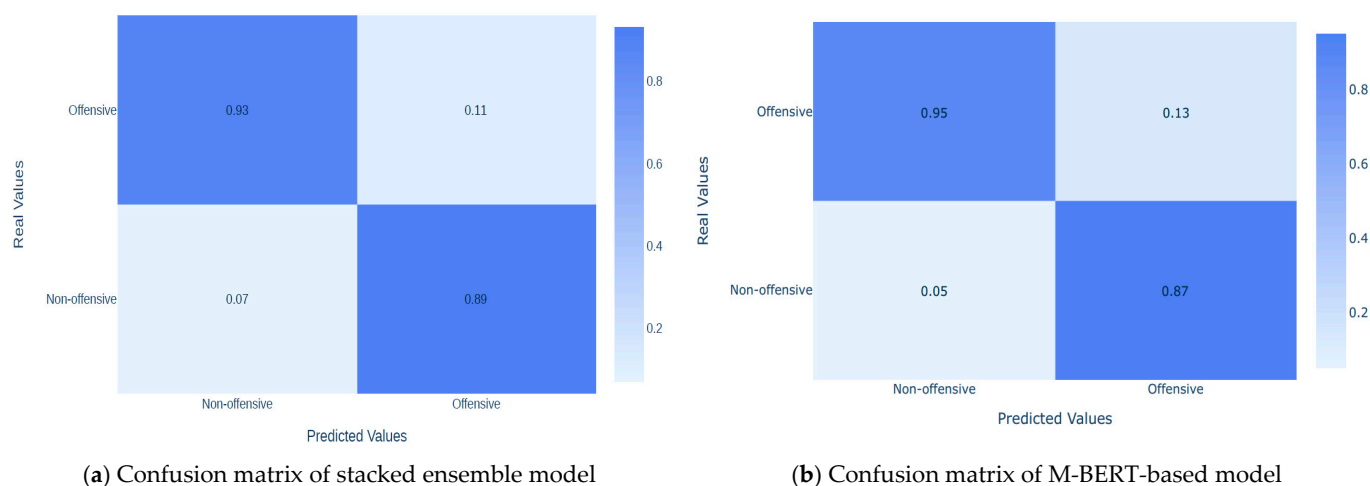 Real Values
Offensive
Non-offensive
0.93
0.11
0.07
0.89
Non-offensive
Offensive
Predicted Values
0.8
0.6
0.4
0.2
(a) Confusion matrix of stacked ensemble model
Real Values
Offensive
Non-offensive
0.95
0.13
0.05
0.87
Non-offensive
Offensive
Predicted Values
0.8
0.6
0.4
0.2
(b) Confusion matrix of M-BERT-based model